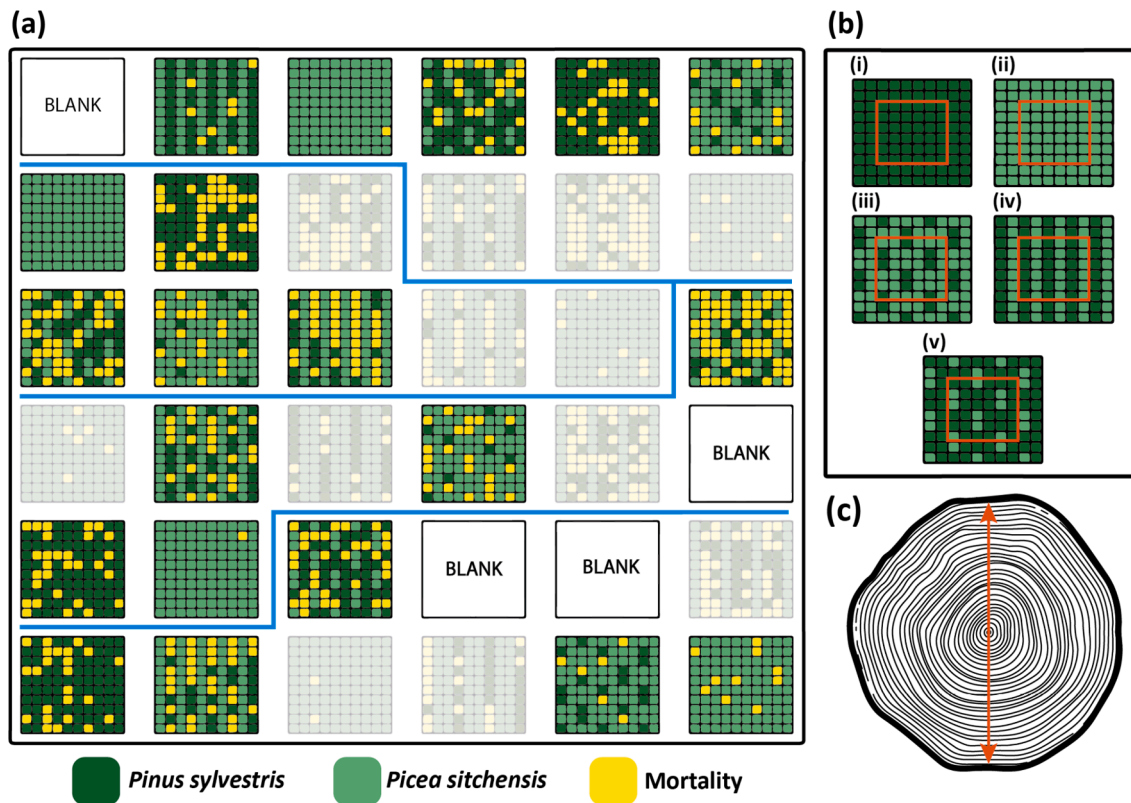 (a)
BLANK
BLANK
BLANK
BLANK
Pinus sylvestris
Picea sitchensis
Mortality
(b)
(i)
(ii)
(iii)
(iv)
(v)
(c)